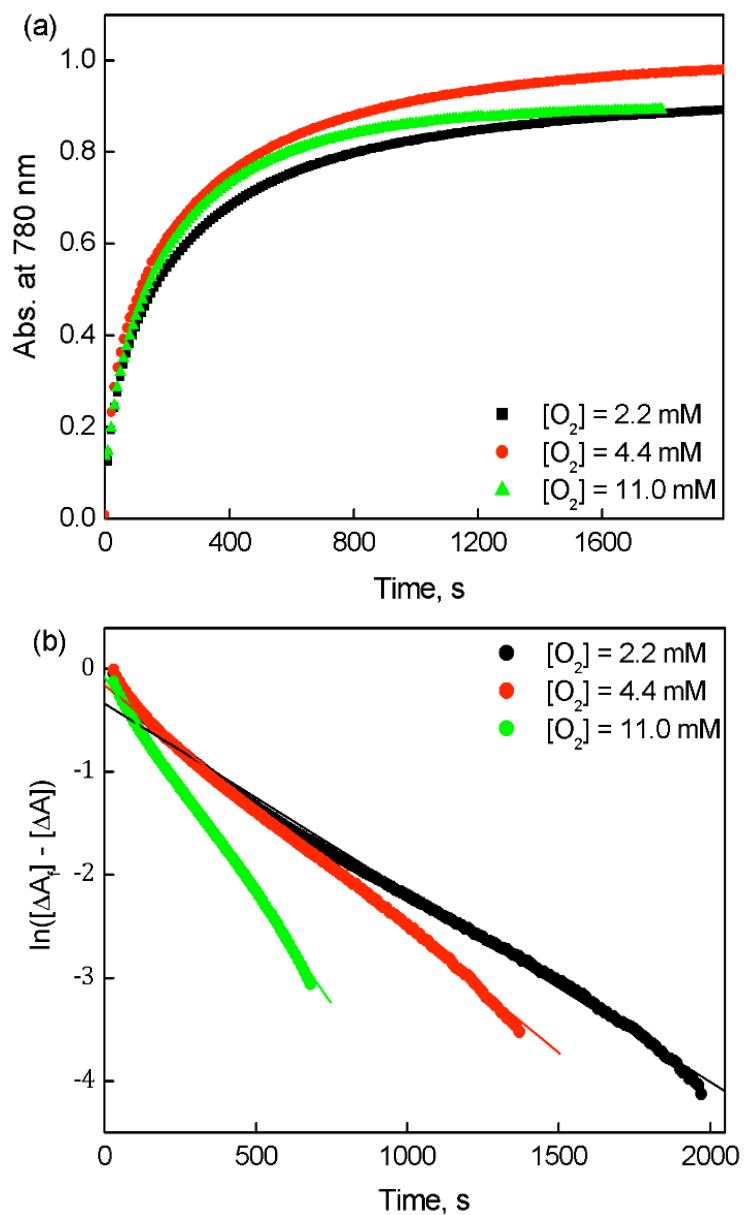 (a)
1.0
0.8
0.6
0.4
0.2
0.0
Abs. at 780 nm
[O₂] = 2.2 mM
[O₂] = 4.4 mM
[O₂] = 11.0 mM
0 400 800 1200 1600
Time, s
(b)
0
-1
-2
-3
-4
ln([ΔA_f] - [ΔA])
[O₂] = 2.2 mM
[O₂] = 4.4 mM
[O₂] = 11.0 mM
0 500 1000 1500 2000
Time, s